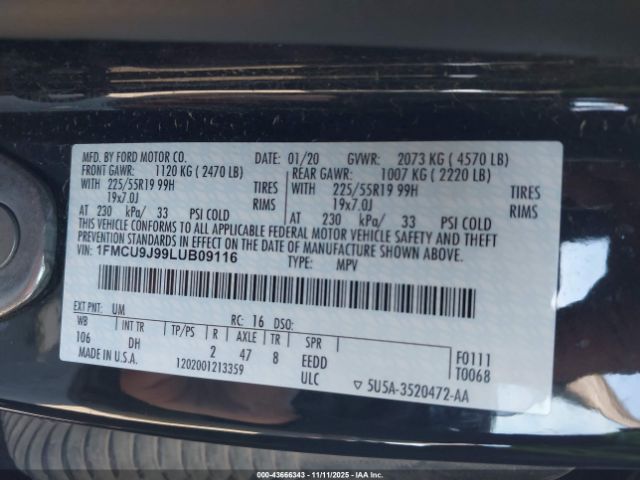 MFD. BY FORD MOTOR CO. DATE: 01/20 GVWR: 2073 KG (4570 LB)
FRONT GAWR: 1120 KG (2470 LB) REAR GAWR: 1007 KG (2220 LB)
WITH 225/55R19 99H TIRES WITH 225/55R19 99H TIRES
19x7.0J RIMS 19x7.0J RIMS
AT 230 kPa/ 33 PSI COLD AT 230 kPa/ 33 PSI COLD
THIS VEHICLE CONFORMS TO ALL APPLICABLE FEDERAL MOTOR VEHICLE SAFETY AND THEFT
PREVENTION STANDARDS IN EFFECT ON THE DATE OF MANUFACTURE SHOWN ABOVE.
VIN: 1FMCU9J99LUB09116 TYPE: MPV
EXT PNT: UM RC: 16 DSO:
WB INT TR TP/PS R AXLE TR SPR
106 DH 2 47 8 EEDD F0111
MADE IN U.S.A. 1202001213359 ULC T0068
▽ 5U5A-3520472-AA
000-43666343 - 11/11/2025 - IAA Inc.